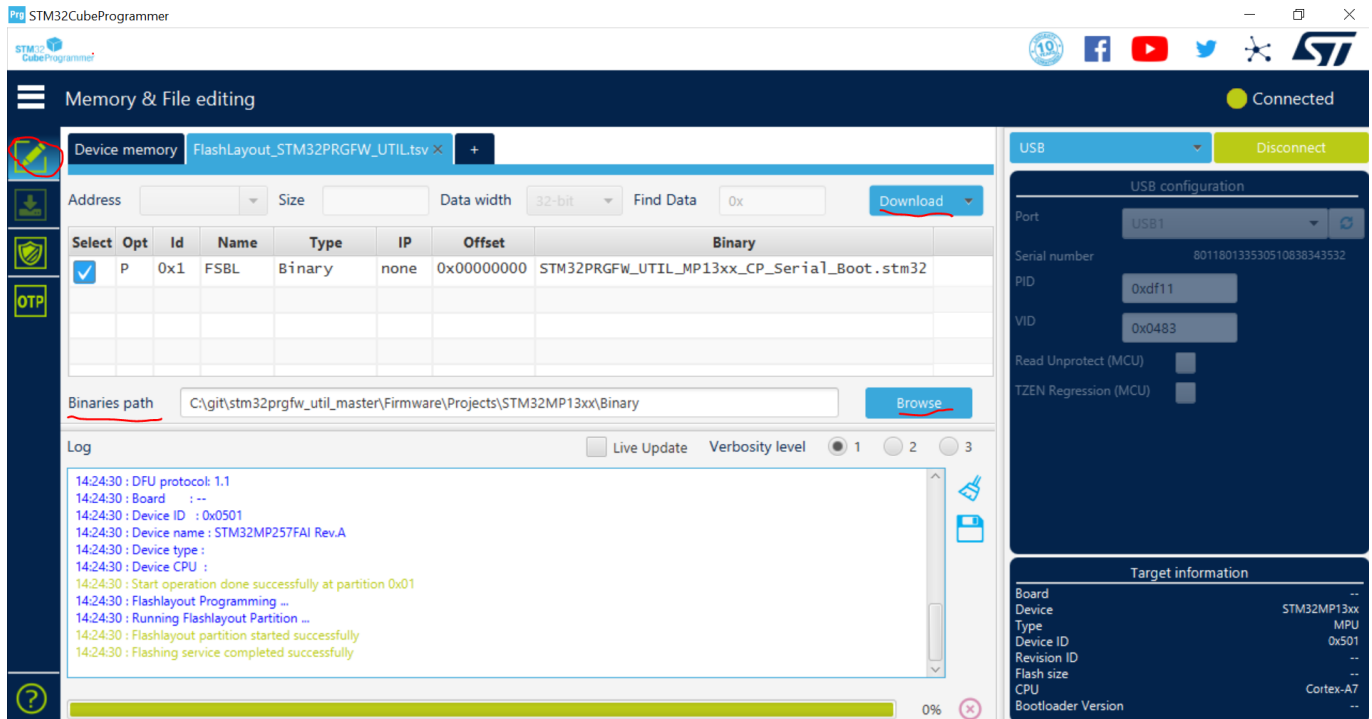 Prg STM32CubeProgrammer
STM32
CubeProgrammer
10
ST
Memory & File editing
Connected
Device memory FlashLayout_STM32PRGFW_UTIL.tsv × +
USB Disconnect
Address Size Data width 32-bit Find Data 0x Download
Select Opt Id Name Type IP Offset Binary
P 0x1 FSBL Binary none 0x00000000 STM32PRGFW_UTIL_MP13xx_CP_Serial_Boot.stm32
OTP
Binaries path C:\git\stm32prgfw_util_master\Firmware\Projects\STM32MP13xx\Binary Browse
Log Live Update Verbosity level 1 2 3
14:24:30 : DFU protocol: 1.1
14:24:30 : Board : --
14:24:30 : Device ID : 0x0501
14:24:30 : Device name : STM32MP257FAI Rev.A
14:24:30 : Device type :
14:24:30 : Device CPU :
14:24:30 : Start operation done successfully at partition 0x01
14:24:30 : Flashlayout Programming ...
14:24:30 : Running Flashlayout Partition ...
14:24:30 : Flashlayout partition started successfully
14:24:30 : Flashing service completed successfully
0%
USB configuration
Port USB1
Serial number 801180133530510838343532
PID 0xdf11
VID 0x0483
Read Unprotect (MCU)
TZEN Regression (MCU)
Target information
Board --
Device STM32MP13xx
Type MPU
Device ID 0x501
Revision ID --
Flash size --
CPU Cortex-A7
Bootloader Version --
?